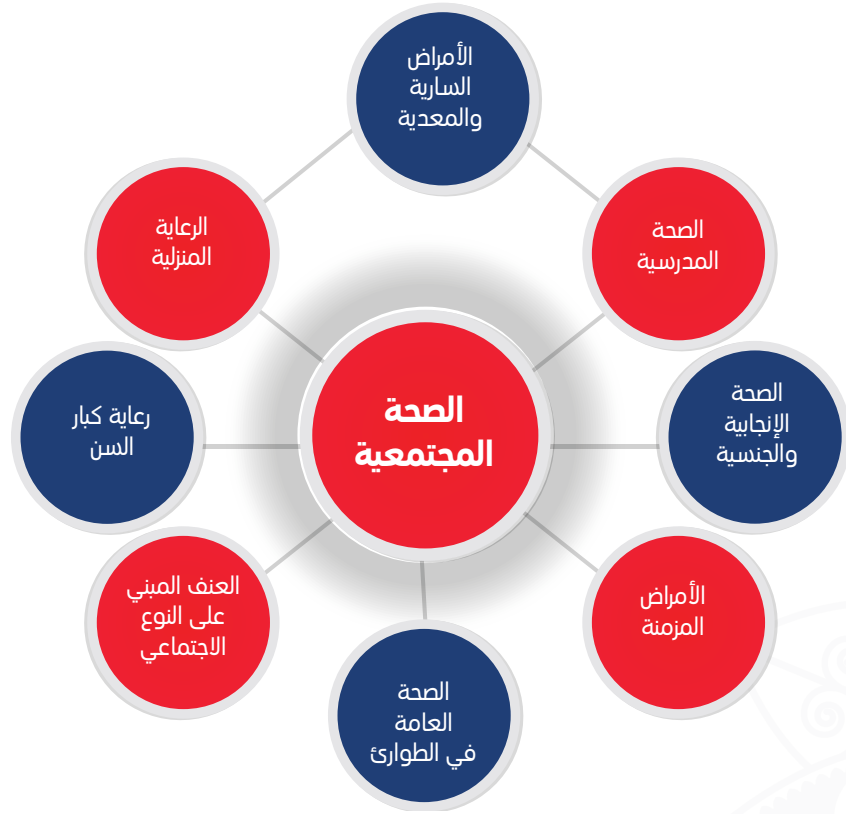 الأمراض
السارية
والمعدية
الصحة
المدرسية
الرعاية
المنزلية
الصحة
الإنجابية
والجنسية
الصحة
المجتمعية
رعاية كبار
السن
الأمراض
المزمنة
العنف المبني
على النوع
الاجتماعي
الصحة
العامة
في الطوارئ